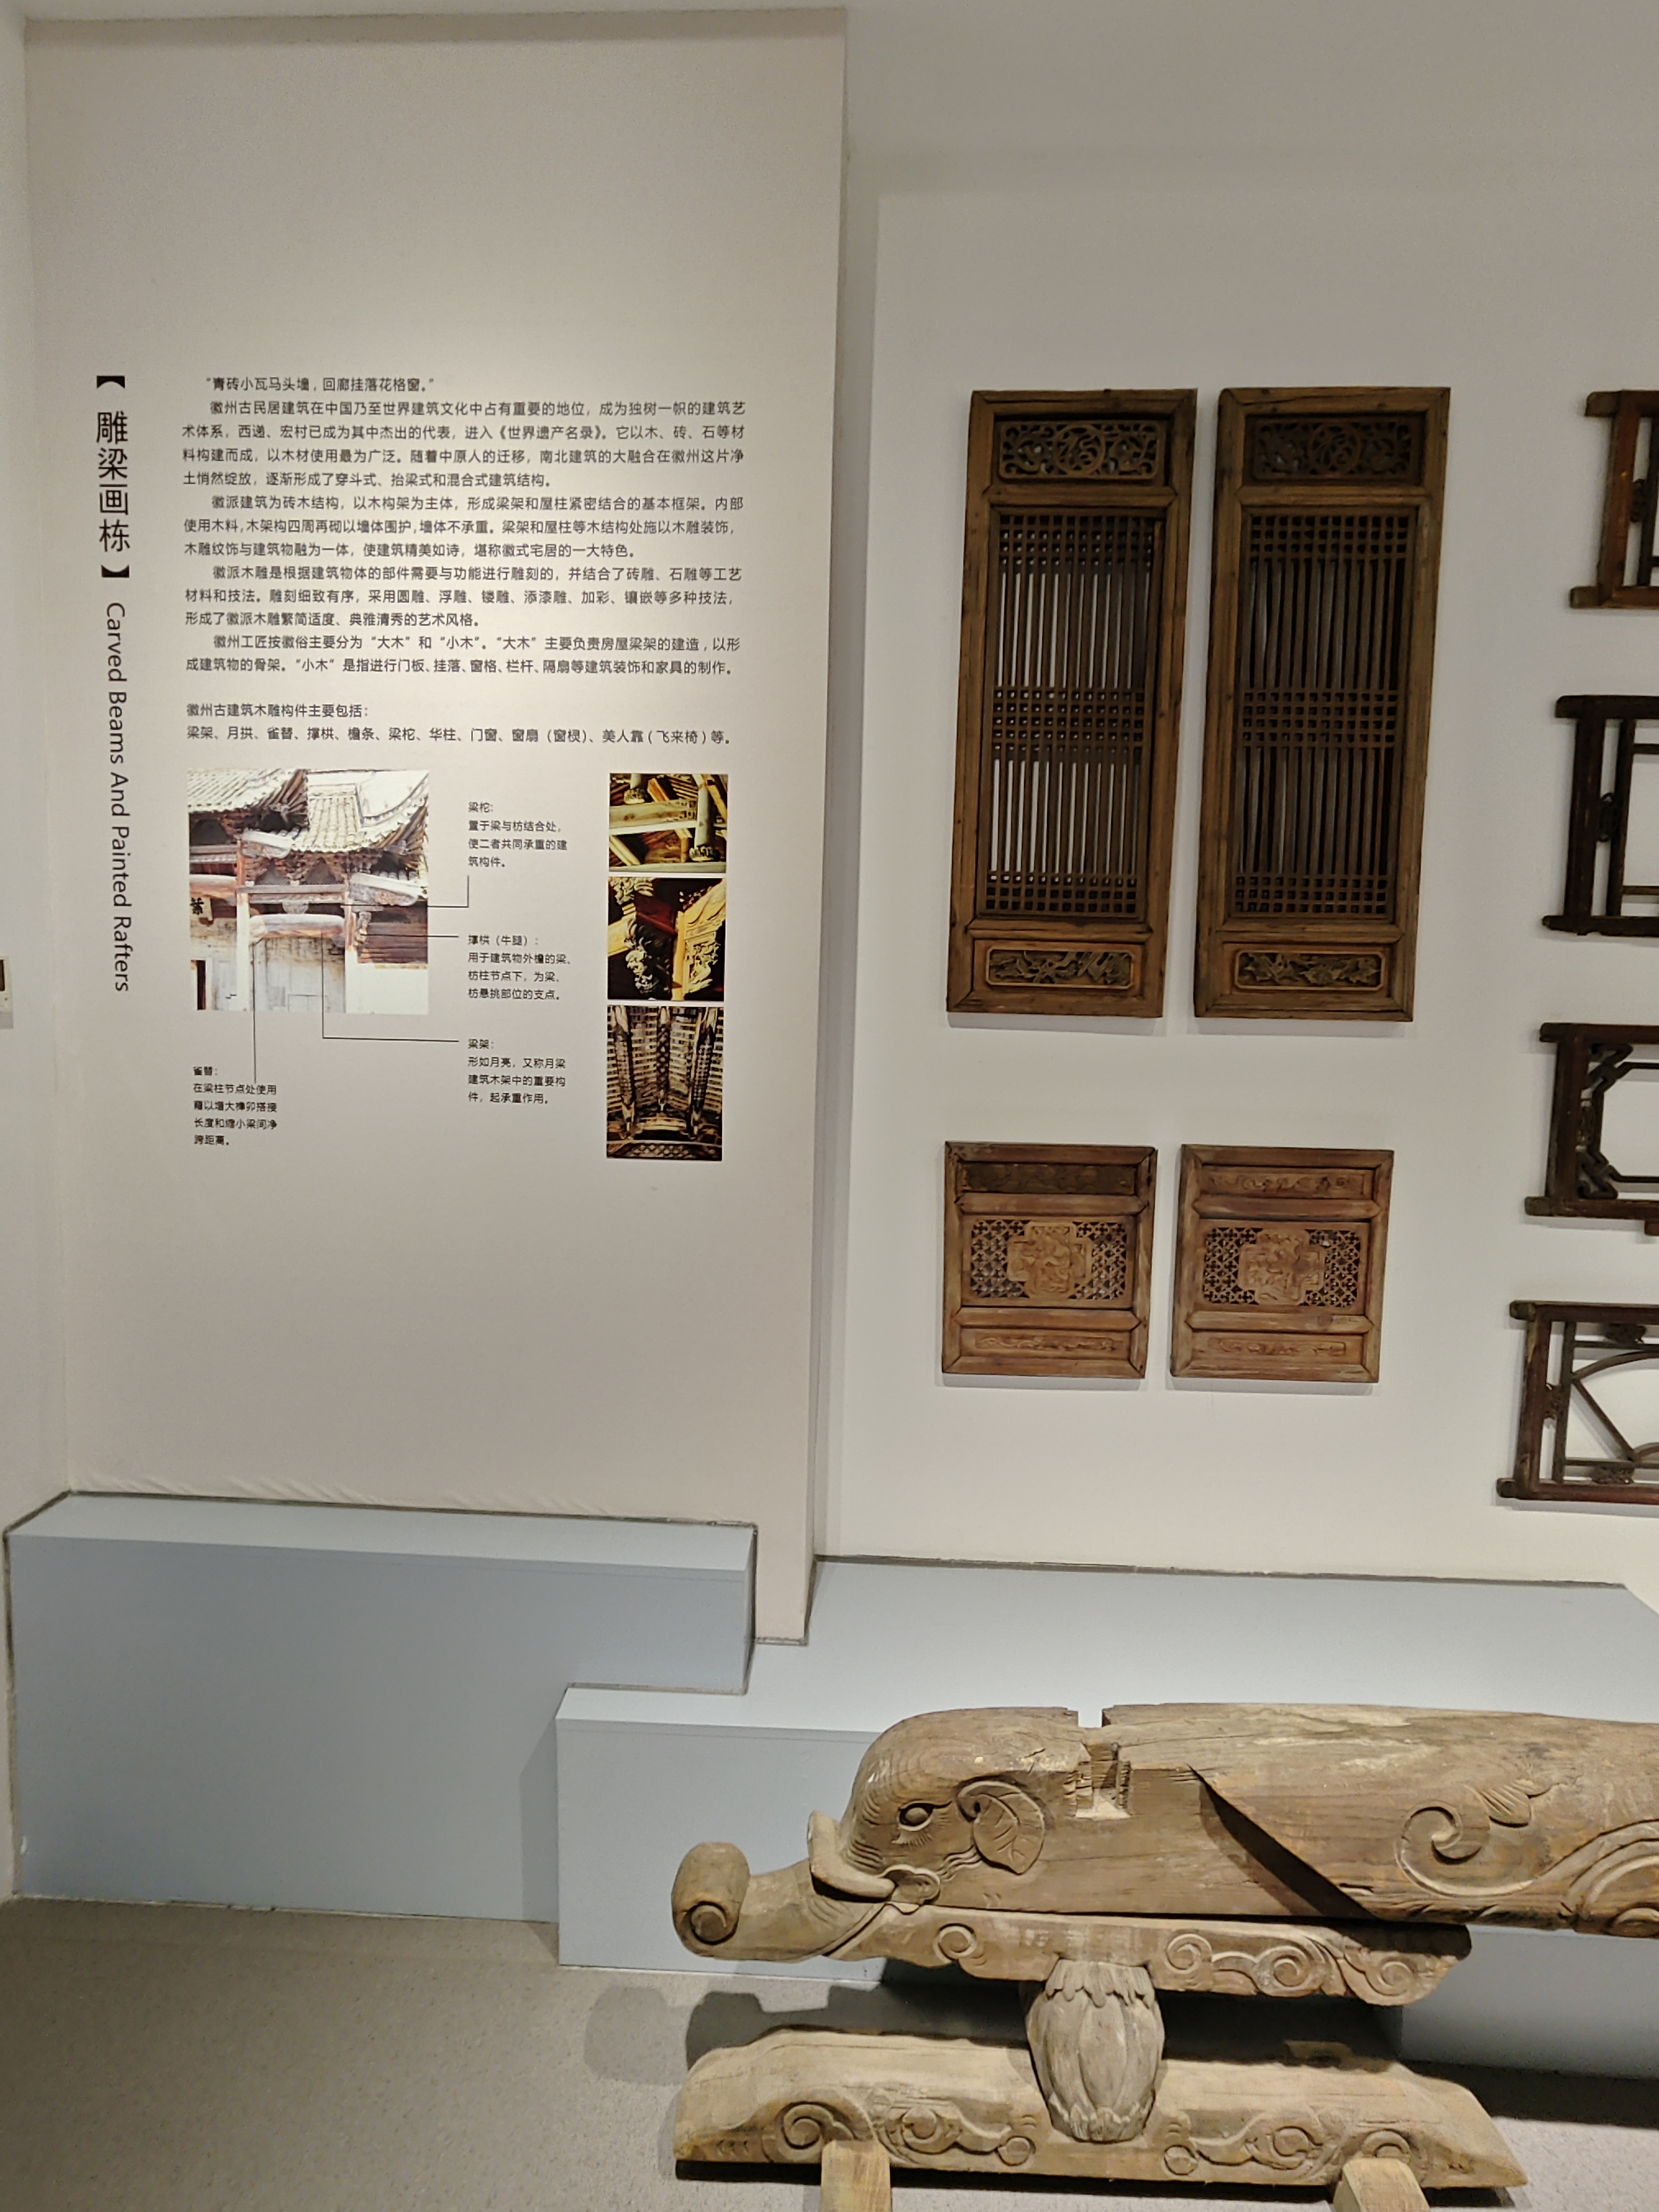 【雕梁画栋】Carved Beams And Painted Rafters
“青砖小瓦马头墙，回廊挂落花格窗。”
徽州古民居建筑在中国乃至世界建筑文化中占有重要的地位，成为独树一帜的建筑艺
术体系，西递、宏村已成为其中杰出的代表，进入《世界遗产名录》。它以木、砖、石等材
料构建而成，以木材使用最为广泛。随着中原人的迁移，南北建筑的大融合在徽州这片净
土悄然绽放，逐渐形成了穿斗式、抬梁式和混合式建筑结构。
徽派建筑为砖木结构，以木构架为主体，形成梁架和屋柱紧密结合的基本框架。内部
使用木料，木架构四周再砌以墙体围护，墙体不承重。梁架和屋柱等木结构处施以木雕装饰，
木雕纹饰与建筑物融为一体，使建筑精美如诗，堪称徽式宅居的一大特色。
徽派木雕是根据建筑物体的部件需要与功能进行雕刻的，并结合了砖雕、石雕等工艺
材料和技法。雕刻细致有序，采用圆雕、浮雕、镂雕、添漆雕、加彩、镶嵌等多种技法，
形成了徽派木雕繁简适度、典雅清秀的艺术风格。
徽州工匠按徽俗主要分为“大木”和“小木”。“大木”主要负责房屋梁架的建造，以形
成建筑物的骨架。“小木”是指进行门板、挂落、窗格、栏杆、隔扇等建筑装饰和家具的制作。
徽州古建筑木雕构件主要包括：
梁架、月拱、雀替、撑栱、檐条、梁柁、华柱、门窗、窗扇（窗棂）、美人靠（飞来椅）等。
梁柁：
置于梁与枋结合处，
使二者共同承重的建
筑构件。
撑栱（牛腿）：
用于建筑物外檐的梁、
枋柱节点下，为梁、
枋悬挑部位的支点。
梁架：
形如月亮，又称月梁
建筑木架中的重要构
件，起承重作用。
雀替：
在梁柱节点处使用
藉以增大榫卯搭接
长度和缩小梁间净
跨距离。